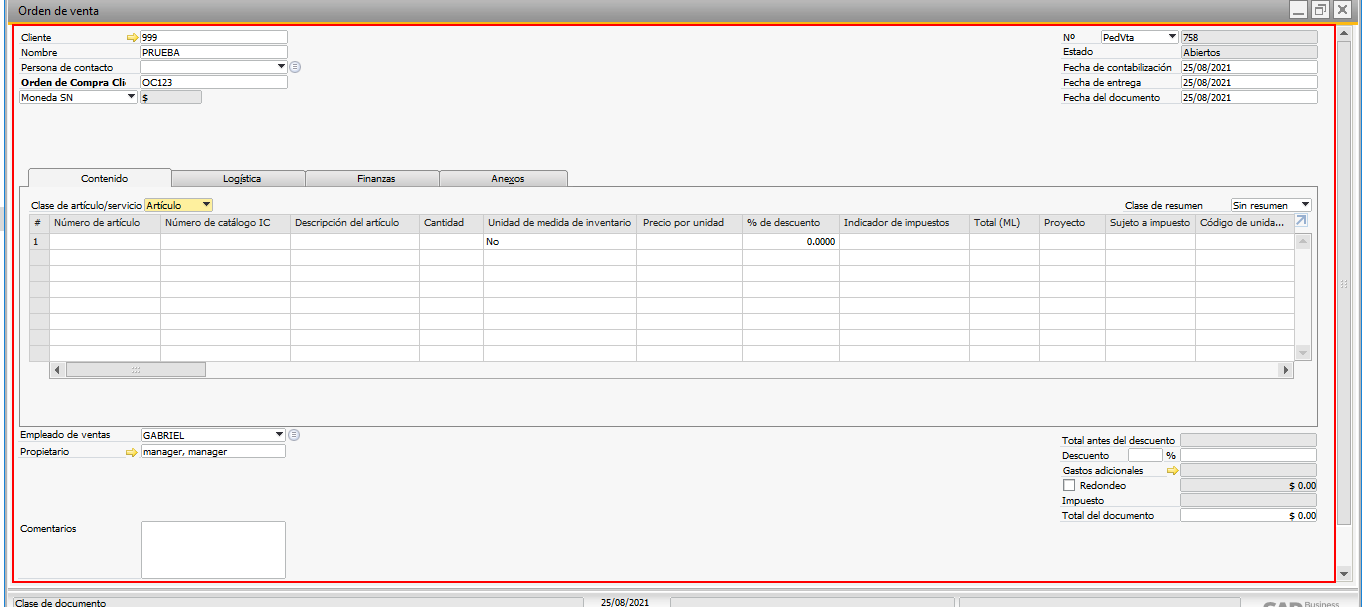 Orden de venta
Cliente 999
Nombre PRUEBA
Persona de contacto
Orden de Compra Cli OC123
Moneda SN $
Nº PedVta 758
Estado Abiertos
Fecha de contabilización 25/08/2021
Fecha de entrega 25/08/2021
Fecha del documento 25/08/2021
Contenido Logística Finanzas Anexos
Clase de artículo/servicio Artículo Clase de resumen Sin resumen
# Número de artículo Número de catálogo IC Descripción del artículo Cantidad Unidad de medida de inventario Precio por unidad % de descuento Indicador de impuestos Total (ML) Proyecto Sujeto a impuesto Código de unida...
1 No 0.0000
Empleado de ventas GABRIEL
Propietario manager, manager
Comentarios
Total antes del descuento
Descuento %
Gastos adicionales
Redondeo $ 0.00
Impuesto
Total del documento $ 0.00
Clase de documento 25/08/2021 Business